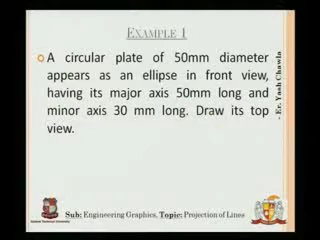 EXAMPLE 1
A circular plate of 50mm diameter
appears as an ellipse in front view,
having its major axis 50mm long and
minor axis 30 mm long. Draw its top
view.
- Er. Yash Chawla
Sub: Engineering Graphics, Topic: Projection of Lines